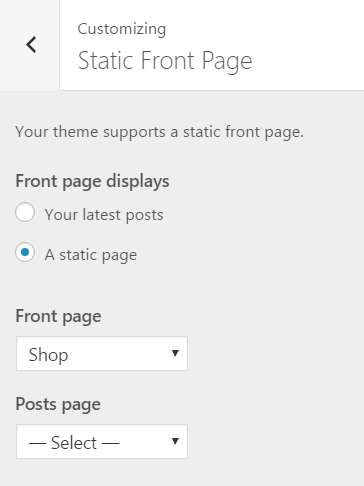 Customizing
Static Front Page
Your theme supports a static front page.
Front page displays
Your latest posts
A static page
Front page
Shop
Posts page
— Select —